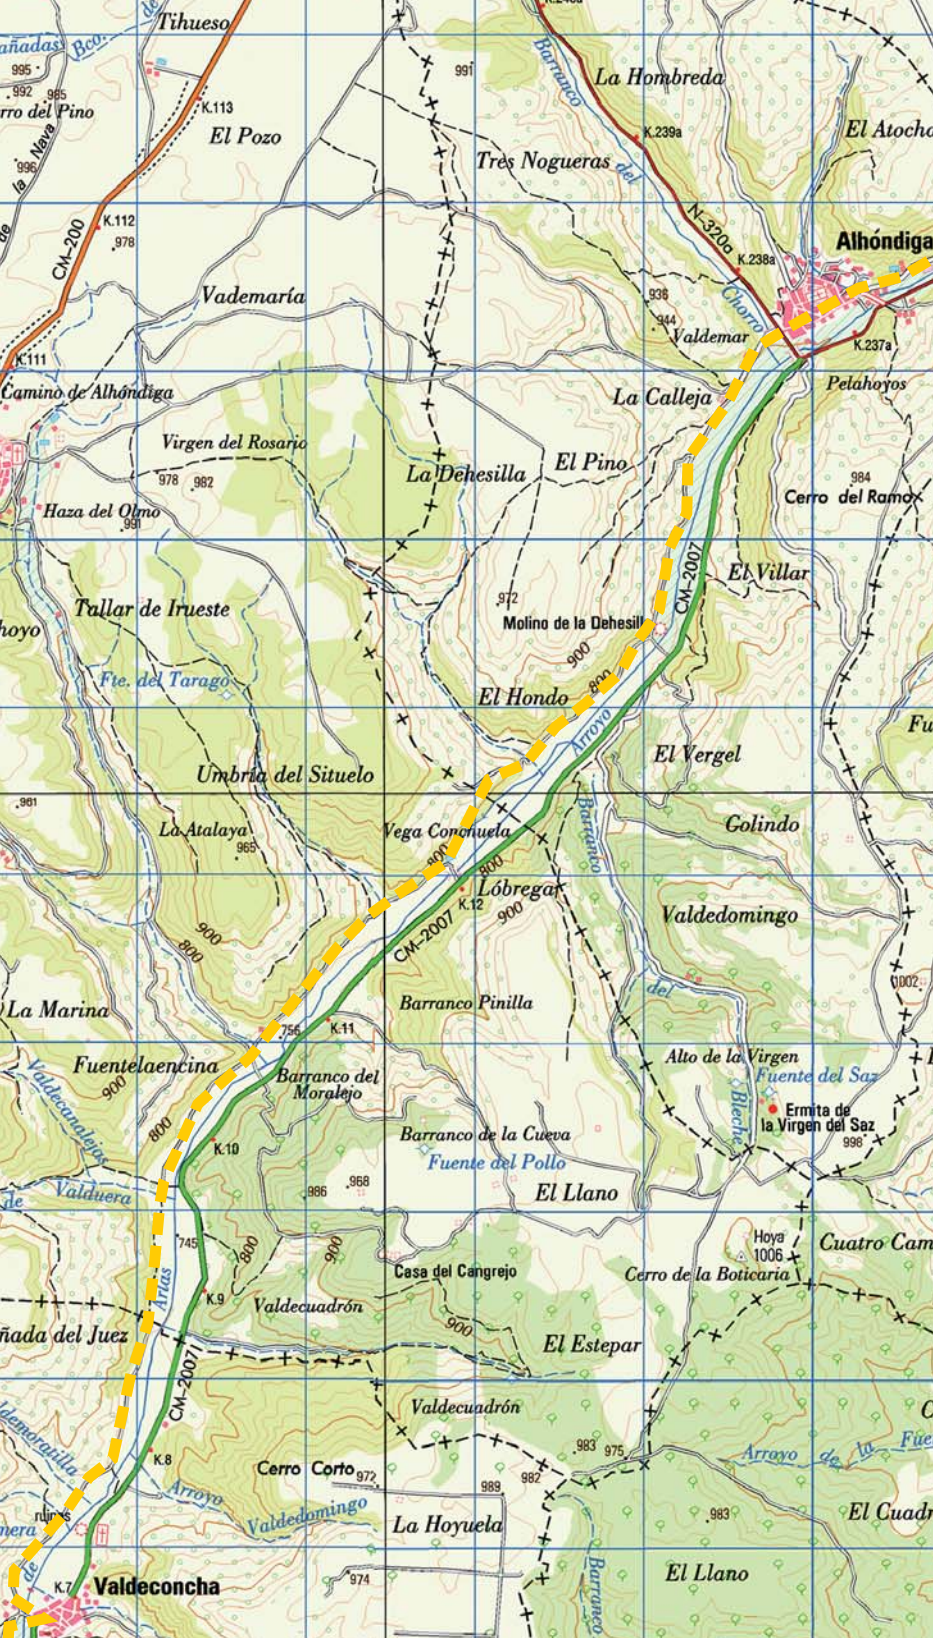 Tihueso
Bco.
de
995
992
985
rro del Pino
la Nava
996
de
K.113
El Pozo
991
La Hombreda
Barranco
K.239a
El Atocha
Tres Nogueras
del
CM-200
K.112
978
N-320a
K.238a
Alhóndiga
Vademaría
936
944
Chorro
Valdemar
K.237a
K.111
Camino de Alhóndiga
La Calleja
Pelahoyos
Virgen del Rosario
La Dehesilla
El Pino
978
982
984
Cerro del Ramo
Haza del Olmo
991
CM-2007
El Villar
972
Tallar de Irueste
hoyo
Molino de la Dehesill
900
800
Fte. del Tarago
El Hondo
Arroyo
El Vergel
Umbría del Situelo
961
La Atalaya
965
Vega Conchuela
Barranco
Golindo
800
800
Lóbrega
K.12
900
CM-2007
Valdedomingo
900
800
del
1002
La Marina
Barranco Pinilla
756
K.11
Alto de la Virgen
Fuentelaencina
900
Valdecanalejas
Barranco del
Moralejo
Fuente del Saz
Bleche
Ermita de
la Virgen del Saz
998
800
K.10
Barranco de la Cueva
Fuente del Pollo
986
968
El Llano
de
Valduera
745
800
900
Hoya
1006
Cuatro Cam
Casa del Cangrejo
Cerro de la Boticaria
Arias
K.9
Valdecuadrón
900
ñada del Juez
El Estepar
CM-2007
Valdecuadrón
K.8
983
975
Arroyo de la Fue
Cerro Corto
972
982
989
Arroyo
Valdedomingo
La Hoyuela
983
El Cuadr
ruinas
mera
de
K.7
Valdeconcha
974
El Llano
Barranco